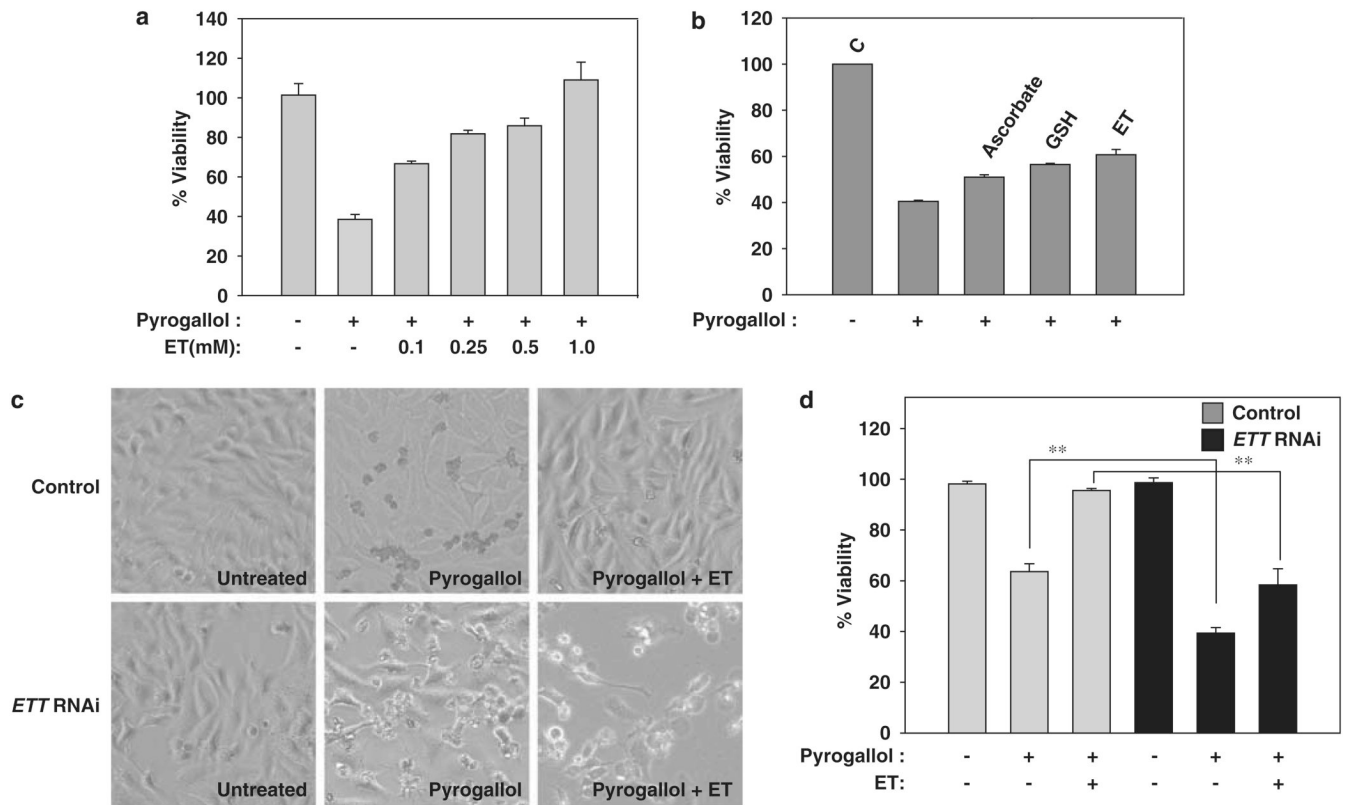 a
140
120
100
80
60
40
20
0
% Viability
Pyrogallol : - + + + + +
ET(mM): - - 0.1 0.25 0.5 1.0
b
120
100
80
60
40
20
0
% Viability
C
Ascorbate
GSH
ET
Pyrogallol : - + + + +
c
Control
Untreated
Pyrogallol
Pyrogallol + ET
ETT RNAi
Untreated
Pyrogallol
Pyrogallol + ET
d
Control
ETT RNAi
120
100
80
60
40
20
0
% Viability
**
**
Pyrogallol : - + + - + +
ET: - - + - - +